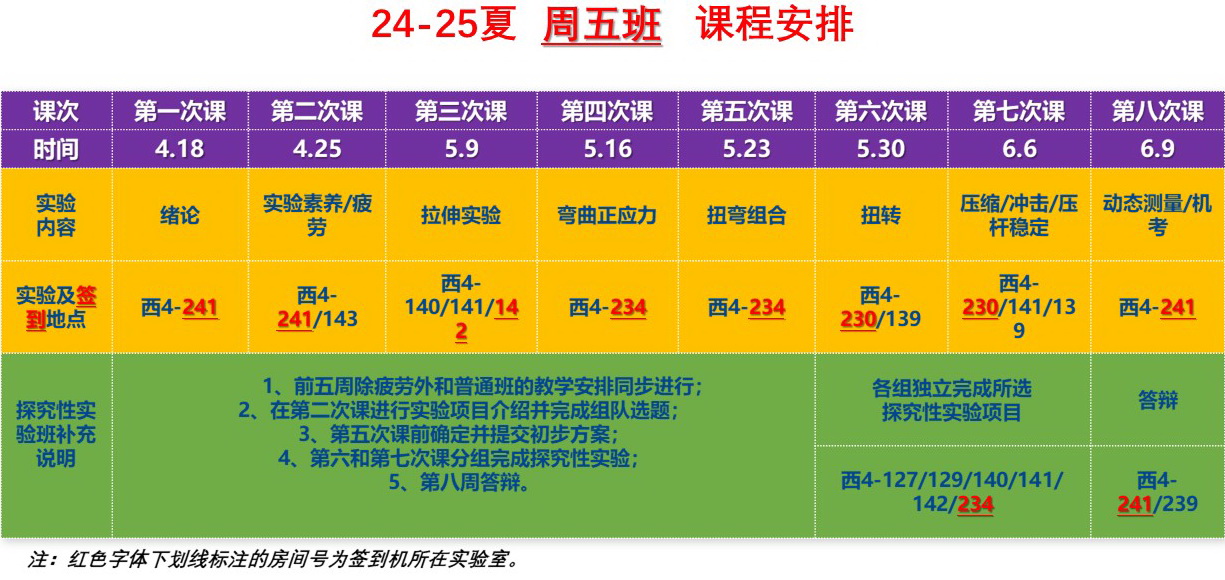 24-25夏 周五班 课程安排
课次 第一次课 第二次课 第三次课 第四次课 第五次课 第六次课 第七次课 第八次课
时间 4.18 4.25 5.9 5.16 5.23 5.30 6.6 6.9
实验
内容
绪论
实验素养/疲
劳
拉伸实验
弯曲正应力
扭弯组合
扭转
压缩/冲击/压
杆稳定
动态测量/机
考
实验及签
到地点
西4-241
西4-
241/143
西4-
140/141/14
2
西4-234
西4-234
西4-
230/139
西4-
230/141/13
9
西4-241
探究性实
验班补充
说明
1、前五周除疲劳外和普通班的教学安排同步进行；
2、在第二次课进行实验项目介绍并完成组队选题；
3、第五次课前确定并提交初步方案；
4、第六和第七次课分组完成探究性实验；
5、第八周答辩。
各组独立完成所选
探究性实验项目
答辩
西4-127/129/140/141/
142/234
西4-
241/239
注：红色字体下划线标注的房间号为签到机所在实验室。